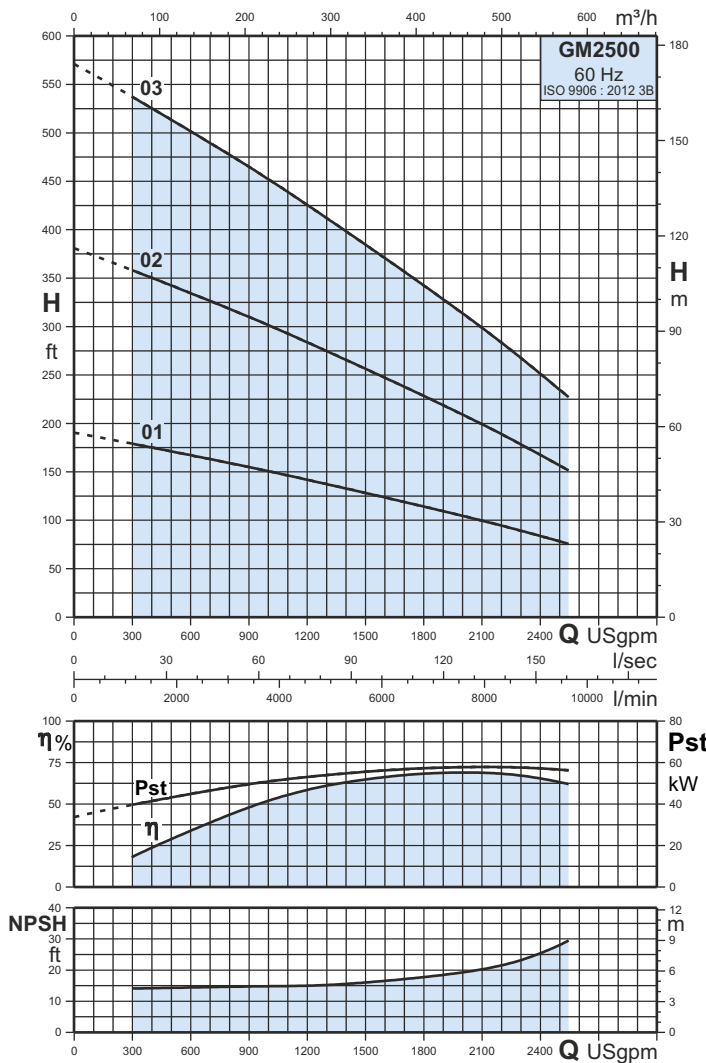 0 100 200 300 400 500 600 m³/h
GM2500
60 Hz
ISO 9906 : 2012 3B
600
550
500
450
400
350
300
250
200
150
100
50
0
H
ft
180
150
120
90
60
30
0
H
m
03
02
01
0 300 600 900 1200 1500 1800 2100 2400 Q USgpm
0 30 60 90 120 150 l/sec
0 2000 4000 6000 8000 10000 l/min
100
η%
75
50
25
0
80
Pst
60
kW
40
20
0
Pst
η
40
NPSH
30
ft
20
10
0
12
m
9
6
3
0
0 300 600 900 1200 1500 1800 2100 2400 Q USgpm